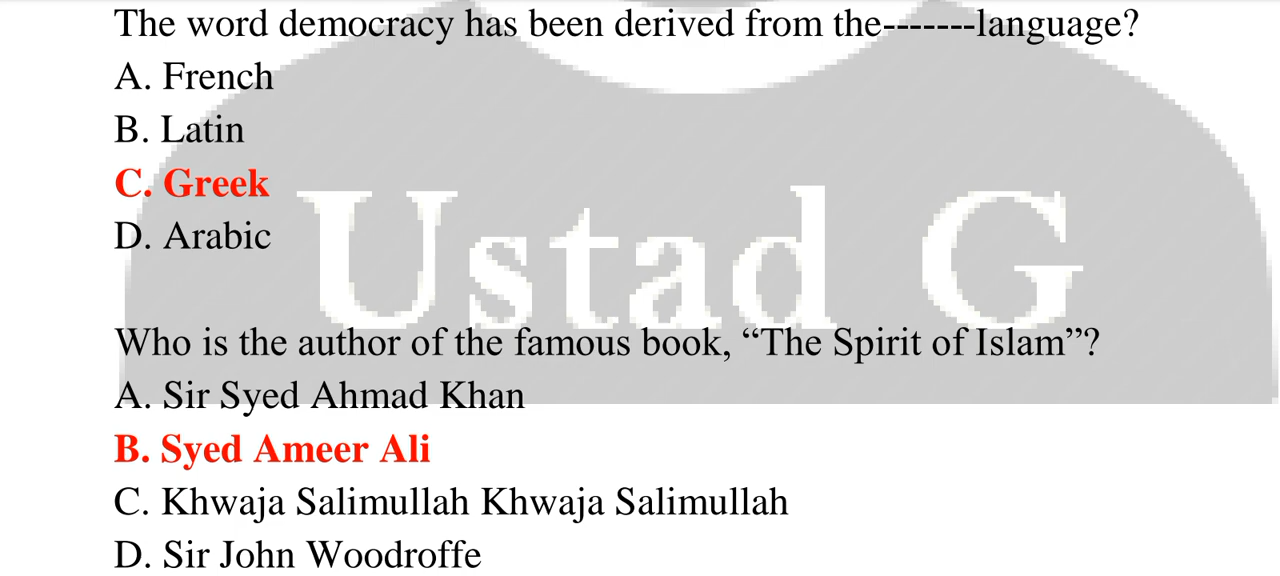 The word democracy has been derived from the-------language?
A. French
B. Latin
C. Greek
D. Arabic
Ustad G
Who is the author of the famous book, “The Spirit of Islam”?
A. Sir Syed Ahmad Khan
B. Syed Ameer Ali
C. Khwaja Salimullah Khwaja Salimullah
D. Sir John Woodroffe